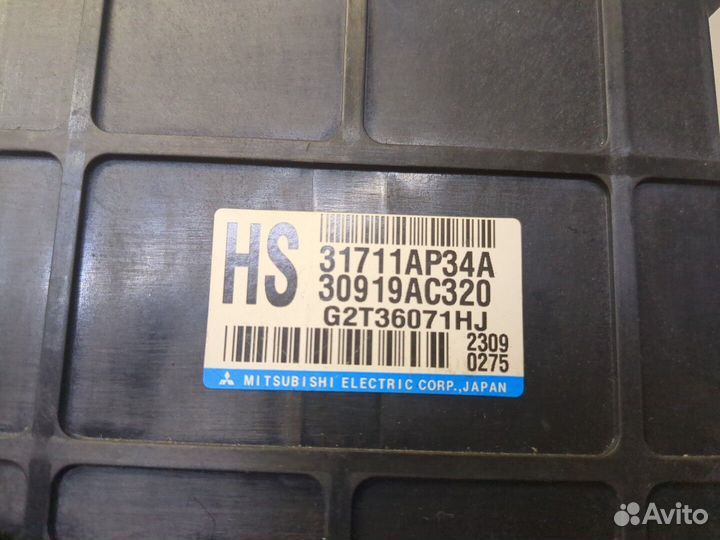 HS
31711AP34A
30919AC320
G2T36071HJ
2309
0275
MITSUBISHI ELECTRIC CORP., JAPAN
Avito